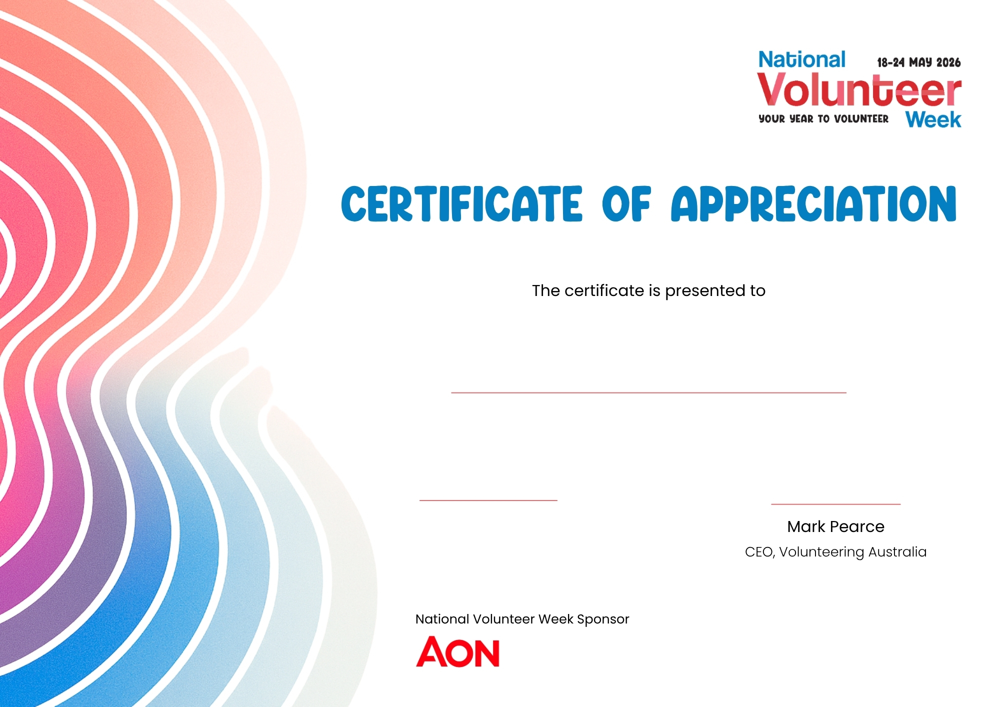 National
18-24 MAY 2026
Volunteer
YOUR YEAR TO VOLUNTEER
Week
CERTIFICATE OF APPRECIATION
The certificate is presented to
Mark Pearce
CEO, Volunteering Australia
National Volunteer Week Sponsor
AON